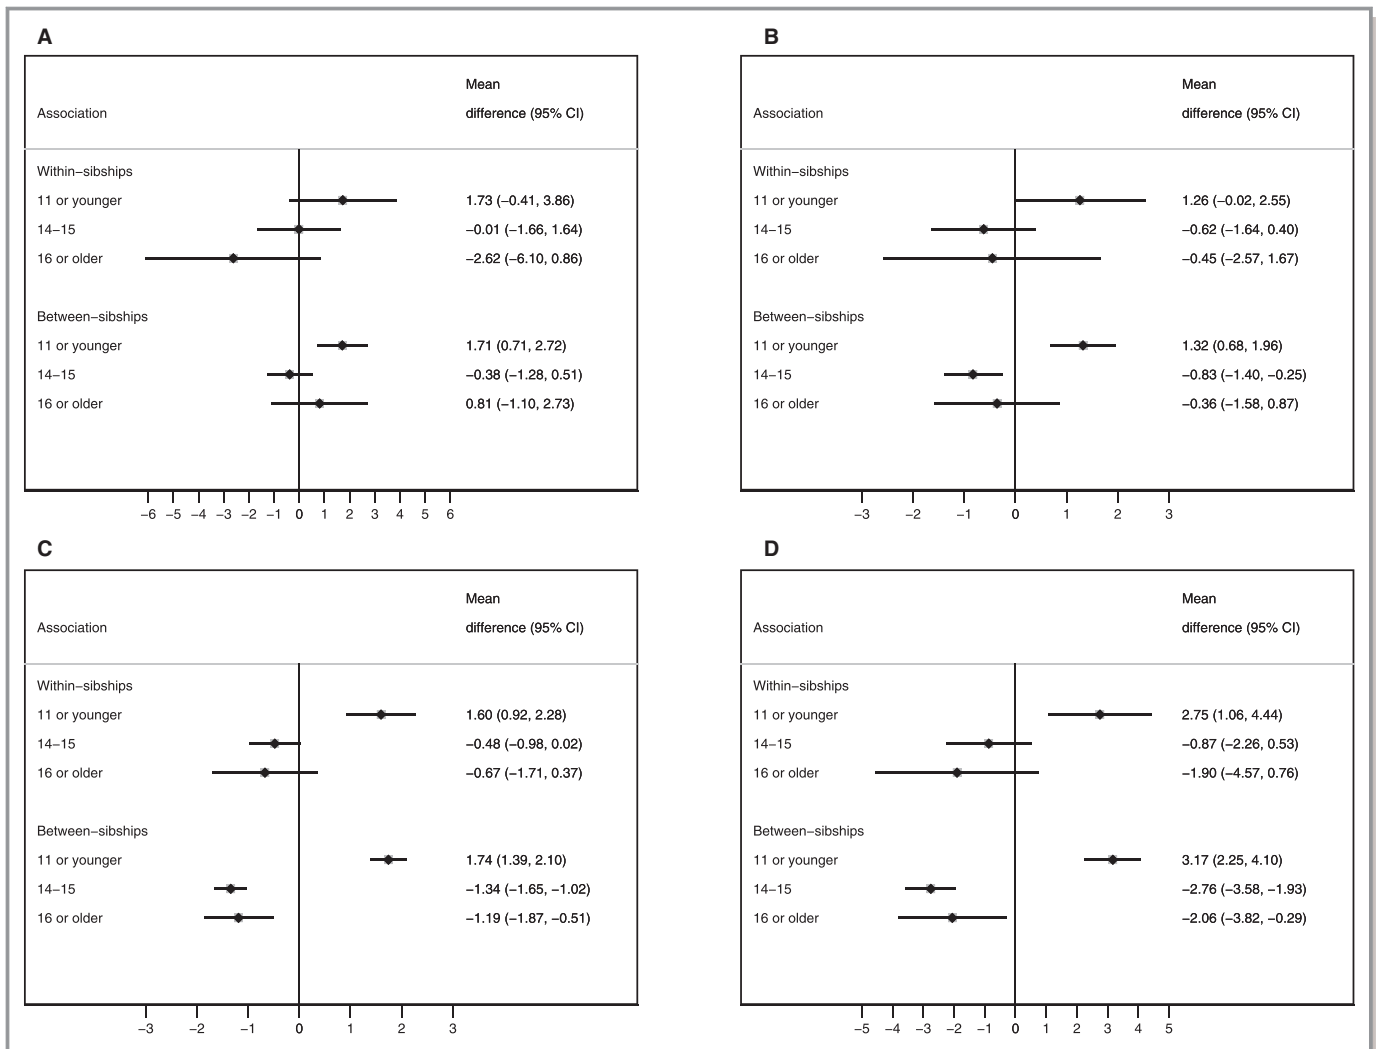 A
Mean
Association difference (95% CI)
Within−sibships
11 or younger 1.73 (−0.41, 3.86)
14−15 −0.01 (−1.66, 1.64)
16 or older −2.62 (−6.10, 0.86)
Between−sibships
11 or younger 1.71 (0.71, 2.72)
14−15 −0.38 (−1.28, 0.51)
16 or older 0.81 (−1.10, 2.73)
−6 −5 −4 −3 −2 −1 0 1 2 3 4 5 6
B
Mean
Association difference (95% CI)
Within−sibships
11 or younger 1.26 (−0.02, 2.55)
14−15 −0.62 (−1.64, 0.40)
16 or older −0.45 (−2.57, 1.67)
Between−sibships
11 or younger 1.32 (0.68, 1.96)
14−15 −0.83 (−1.40, −0.25)
16 or older −0.36 (−1.58, 0.87)
−3 −2 −1 0 1 2 3
C
Mean
Association difference (95% CI)
Within−sibships
11 or younger 1.60 (0.92, 2.28)
14−15 −0.48 (−0.98, 0.02)
16 or older −0.67 (−1.71, 0.37)
Between−sibships
11 or younger 1.74 (1.39, 2.10)
14−15 −1.34 (−1.65, −1.02)
16 or older −1.19 (−1.87, −0.51)
−3 −2 −1 0 1 2 3
D
Mean
Association difference (95% CI)
Within−sibships
11 or younger 2.75 (1.06, 4.44)
14−15 −0.87 (−2.26, 0.53)
16 or older −1.90 (−4.57, 0.76)
Between−sibships
11 or younger 3.17 (2.25, 4.10)
14−15 −2.76 (−3.58, −1.93)
16 or older −2.06 (−3.82, −0.29)
−5 −4 −3 −2 −1 0 1 2 3 4 5